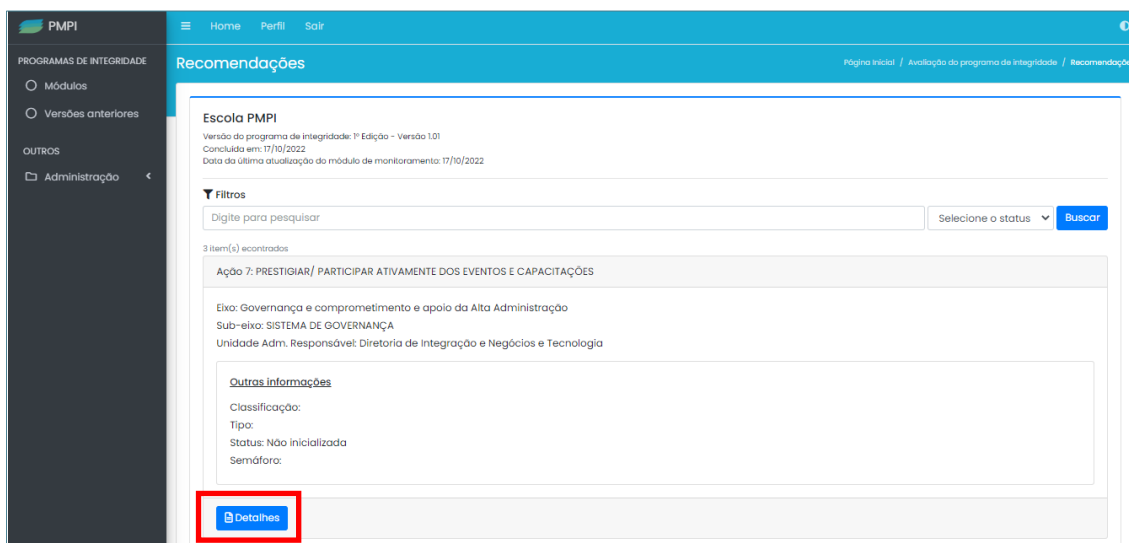 PMPI
Home Perfil Sair
PROGRAMAS DE INTEGRIDADE
Módulos
Versões anteriores
OUTROS
Administração
Recomendações
Página Inicial / Avaliação do programa de integridade / Recomendaçõe
Escola PMPI
Versão do programa de integridade: 1º Edição - Versão 1.01
Concluida em: 17/10/2022
Data da última atualização do módulo de monitoramento: 17/10/2022
Filtros
Digite para pesquisar
Selecione o status
Buscar
3 item(s) econtrados
Ação 7: PRESTIGIAR/ PARTICIPAR ATIVAMENTE DOS EVENTOS E CAPACITAÇÕES
Eixo: Governança e comprometimento e apoio da Alta Administração
Sub-eixo: SISTEMA DE GOVERNANÇA
Unidade Adm. Responsável: Diretoria de Integração e Negócios e Tecnologia
Outras informações
Classificação:
Tipo:
Status: Não inicializada
Semáforo:
Detalhes